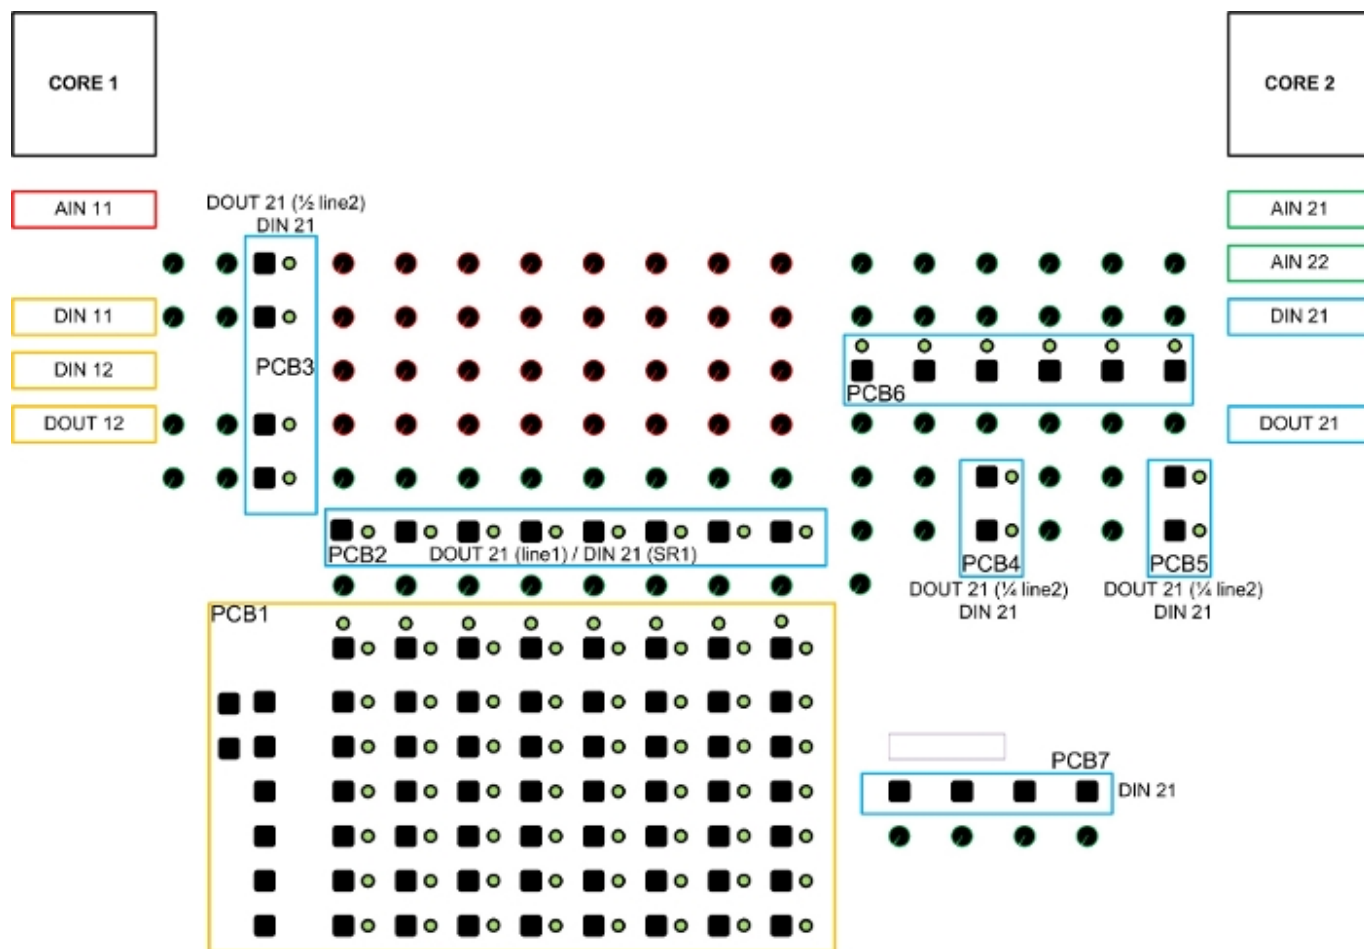 CORE 1
CORE 2
AIN 11
DOUT 21 (½ line2)
DIN 21
AIN 21
AIN 22
DIN 11
DIN 21
DIN 12
PCB3
PCB6
DOUT 12
DOUT 21
PCB2
DOUT 21 (line1) / DIN 21 (SR1)
PCB4
PCB5
DOUT 21 (¼ line2)
DIN 21
DOUT 21 (¼ line2)
DIN 21
PCB1
PCB7
DIN 21